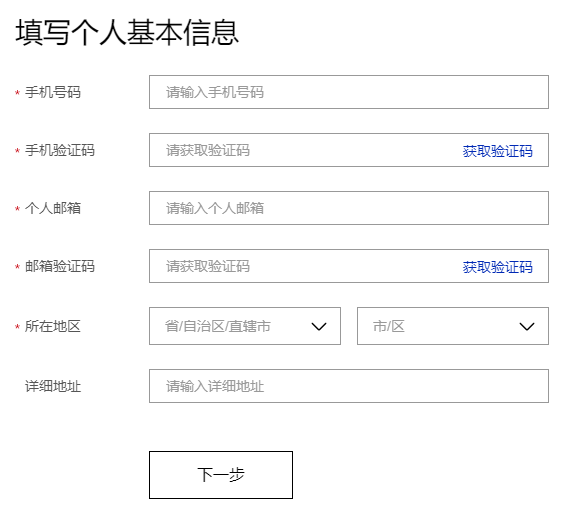 填写个人基本信息
* 手机号码 请输入手机号码
* 手机验证码 请获取验证码 获取验证码
* 个人邮箱 请输入个人邮箱
* 邮箱验证码 请获取验证码 获取验证码
* 所在地区 省/自治区/直辖市 市/区
详细地址 请输入详细地址
下一步